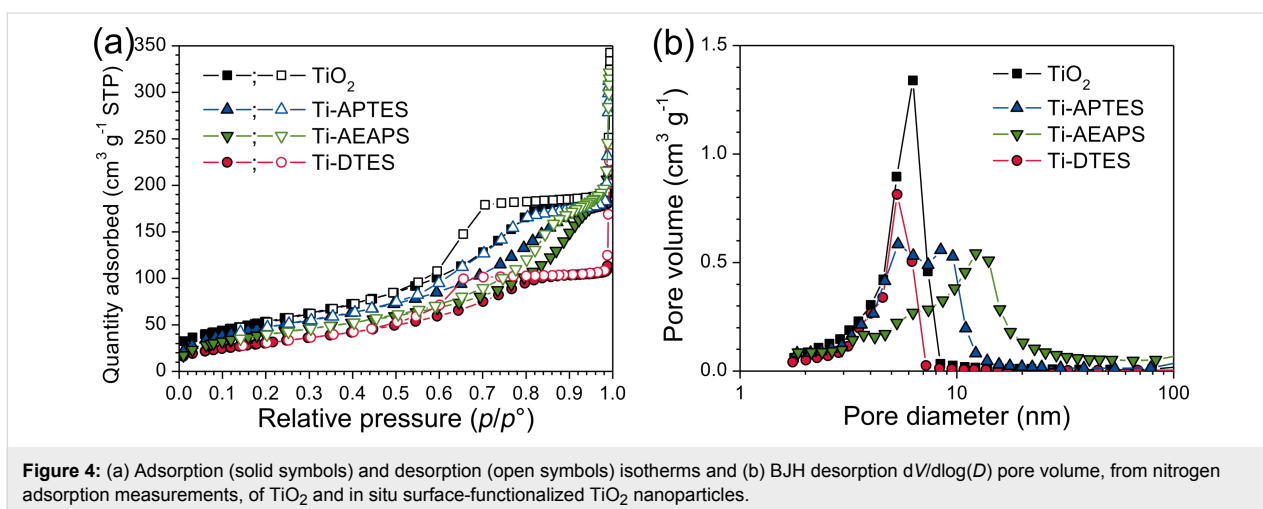 (a)
350
300
250
200
150
100
50
0
Quantity adsorbed (cm³ g⁻¹ STP)
; TiO₂
; Ti-APTES
; Ti-AEAPS
; Ti-DTES
0.0 0.1 0.2 0.3 0.4 0.5 0.6 0.7 0.8 0.9 1.0
Relative pressure (p/p°)
(b)
1.5
1.0
0.5
0.0
Pore volume (cm³ g⁻¹)
TiO₂
Ti-APTES
Ti-AEAPS
Ti-DTES
1 10 100
Pore diameter (nm)
Figure 4: (a) Adsorption (solid symbols) and desorption (open symbols) isotherms and (b) BJH desorption dV/dlog(D) pore volume, from nitrogen
adsorption measurements, of TiO₂ and in situ surface-functionalized TiO₂ nanoparticles.